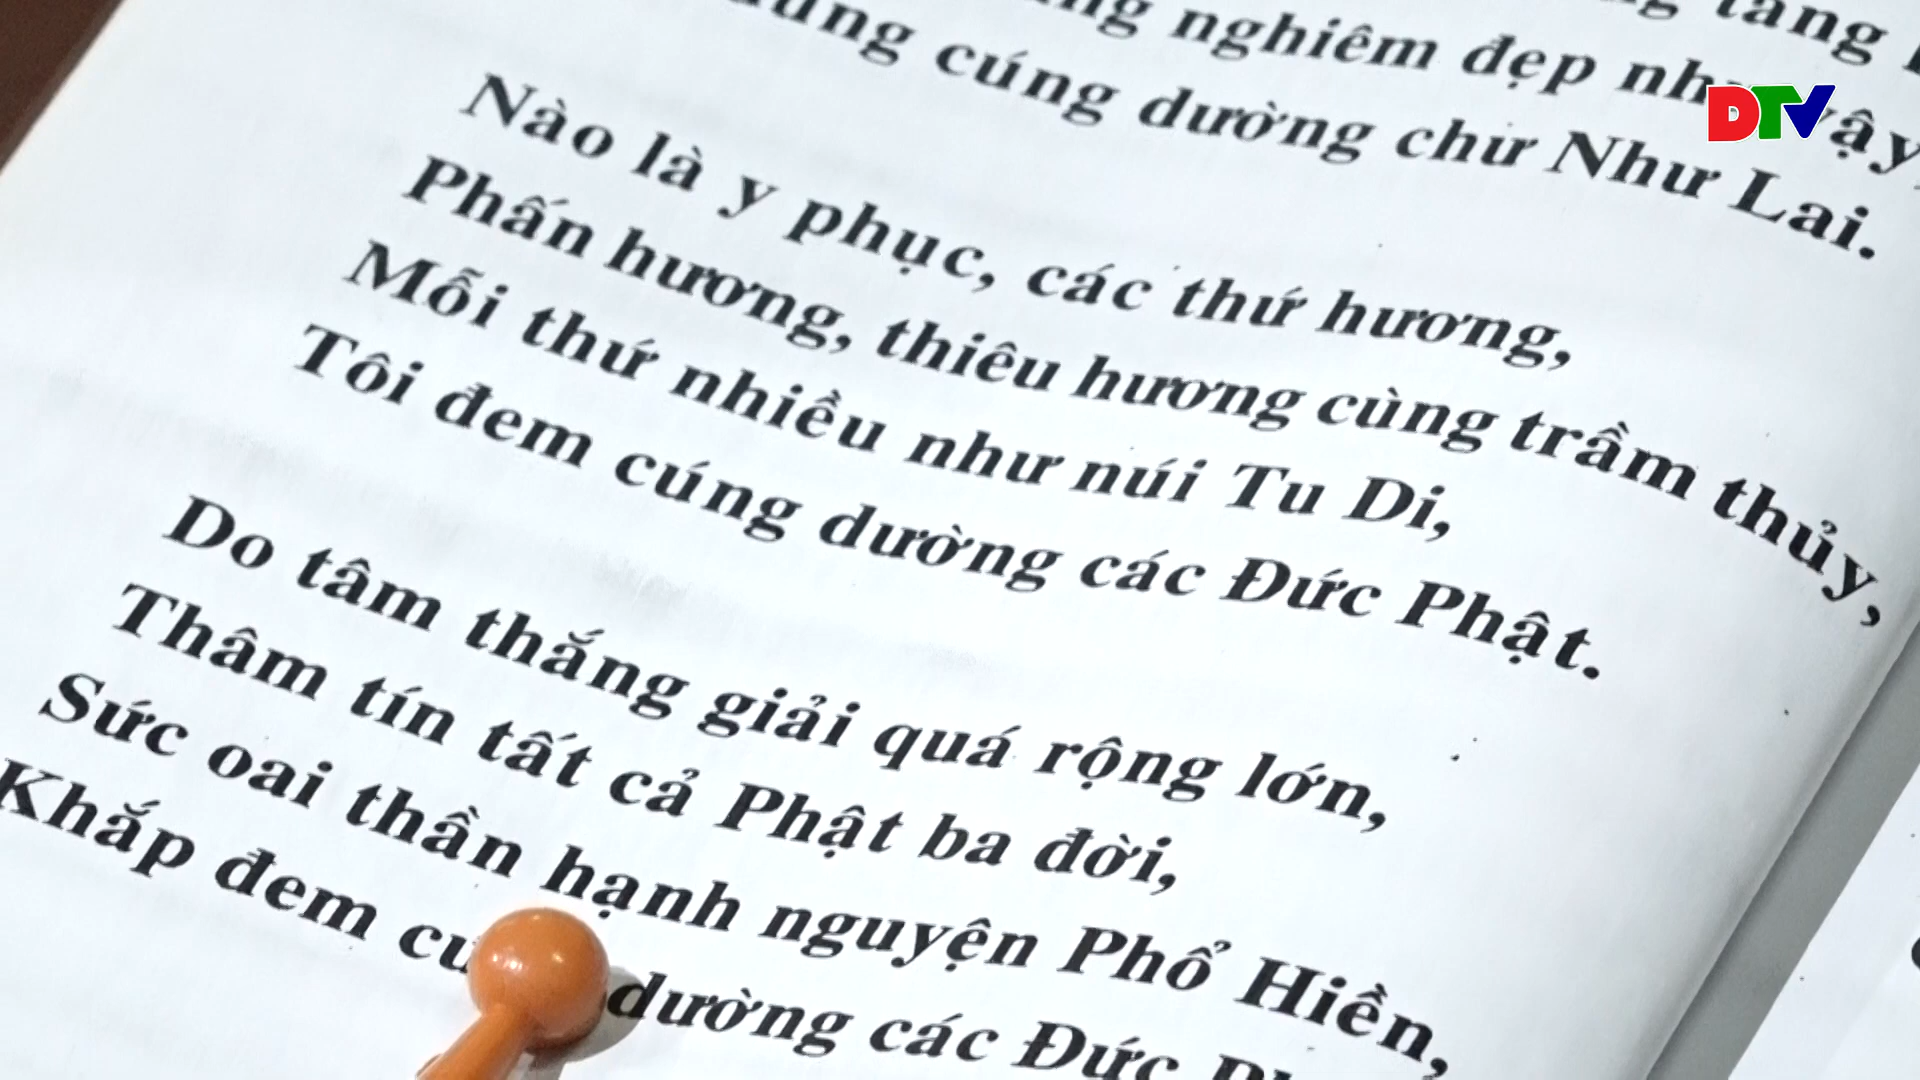 tăng
nghiêm đẹp như vậy,
cúng dường chư Như Lai.
Nào là y phục, các thứ hương,
Phấn hương, thiêu hương cùng trầm thủy,
Mỗi thứ nhiều như núi Tu Di,
Tôi đem cúng dường các Đức Phật.
Do tâm thắng giải quá rộng lớn,
Thâm tín tất cả Phật ba đời,
Sức oai thần hạnh nguyện Phổ Hiền,
Khắp đem dường các Đức
DTV